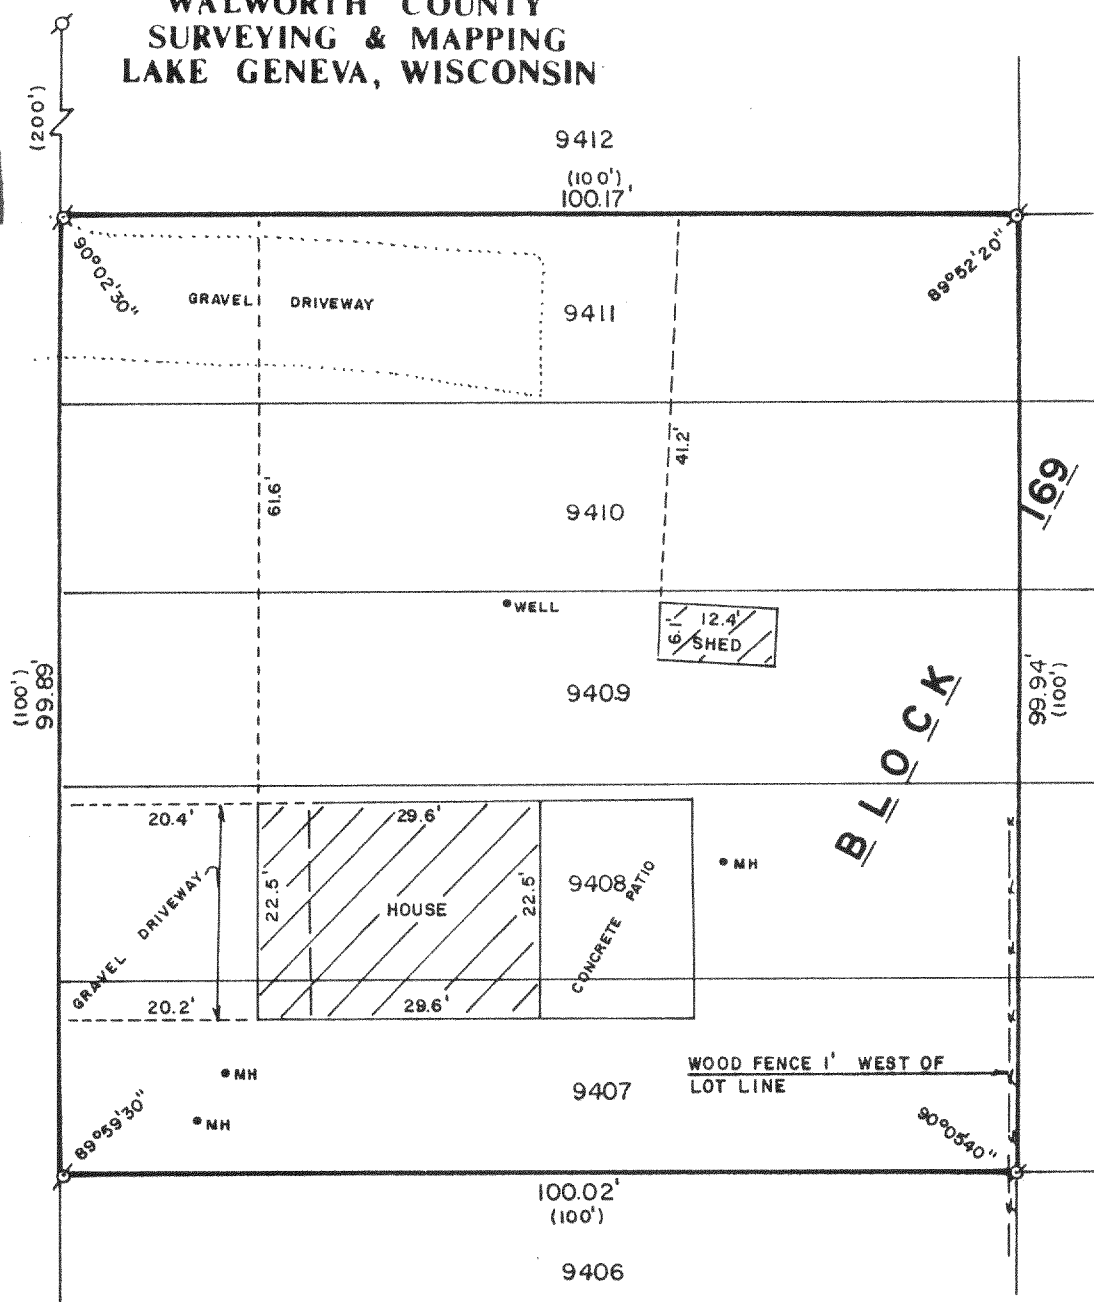 WALWORTH COUNTY
SURVEYING & MAPPING
LAKE GENEVA, WISCONSIN
(200')
9412
(100')
100.17'
90°02'30"
89°52'20"
GRAVEL DRIVEWAY
9411
41.2'
61.6'
9410
169
WELL
12.4'
6.1'
SHED
(100')
99.89'
9409
99.94'
(100')
BLOCK
20.4'
29.6'
MH
GRAVEL DRIVEWAY
22.5'
HOUSE
22.5'
9408
CONCRETE PATIO
20.2'
29.6'
MH
WOOD FENCE 1' WEST OF
LOT LINE
9407
MH
89°59'30"
90°05'40"
100.02'
(100')
9406